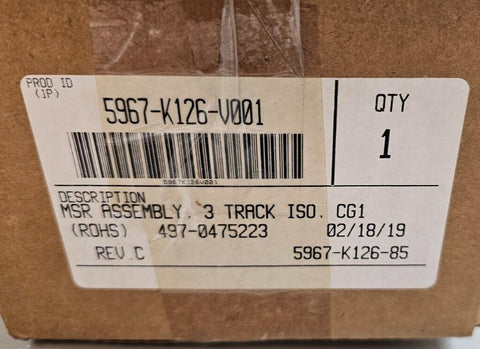 PROD ID
(1P)
5967-K126-V001
QTY
1
5967K126V001
DESCRIPTION
MSR ASSEMBLY. 3 TRACK ISO. CG1
(ROHS) 497-0475223 02/18/19
REV.C 5967-K126-85